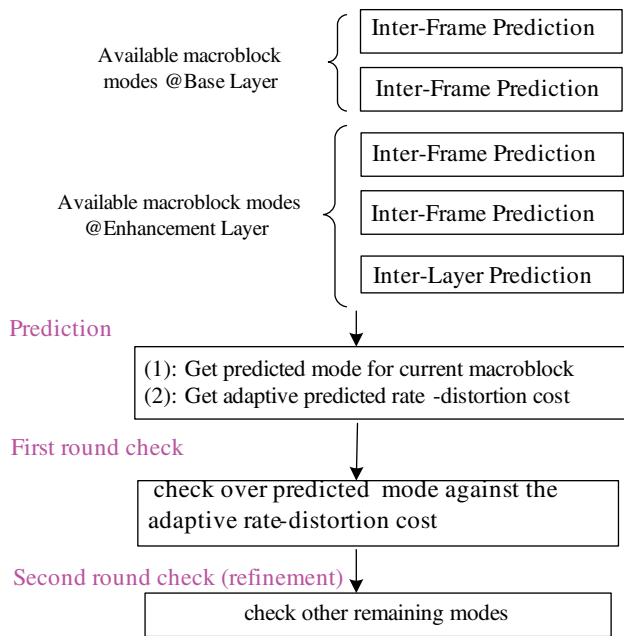 Inter-Frame Prediction
Available macroblock
modes @Base Layer
Inter-Frame Prediction
Inter-Frame Prediction
Available macroblock modes
@Enhancement Layer
Inter-Frame Prediction
Inter-Layer Prediction
Prediction
(1): Get predicted mode for current macroblock
(2): Get adaptive predicted rate -distortion cost
First round check
check over predicted mode against the
adaptive rate-distortion cost
Second round check (refinement)
check other remaining modes